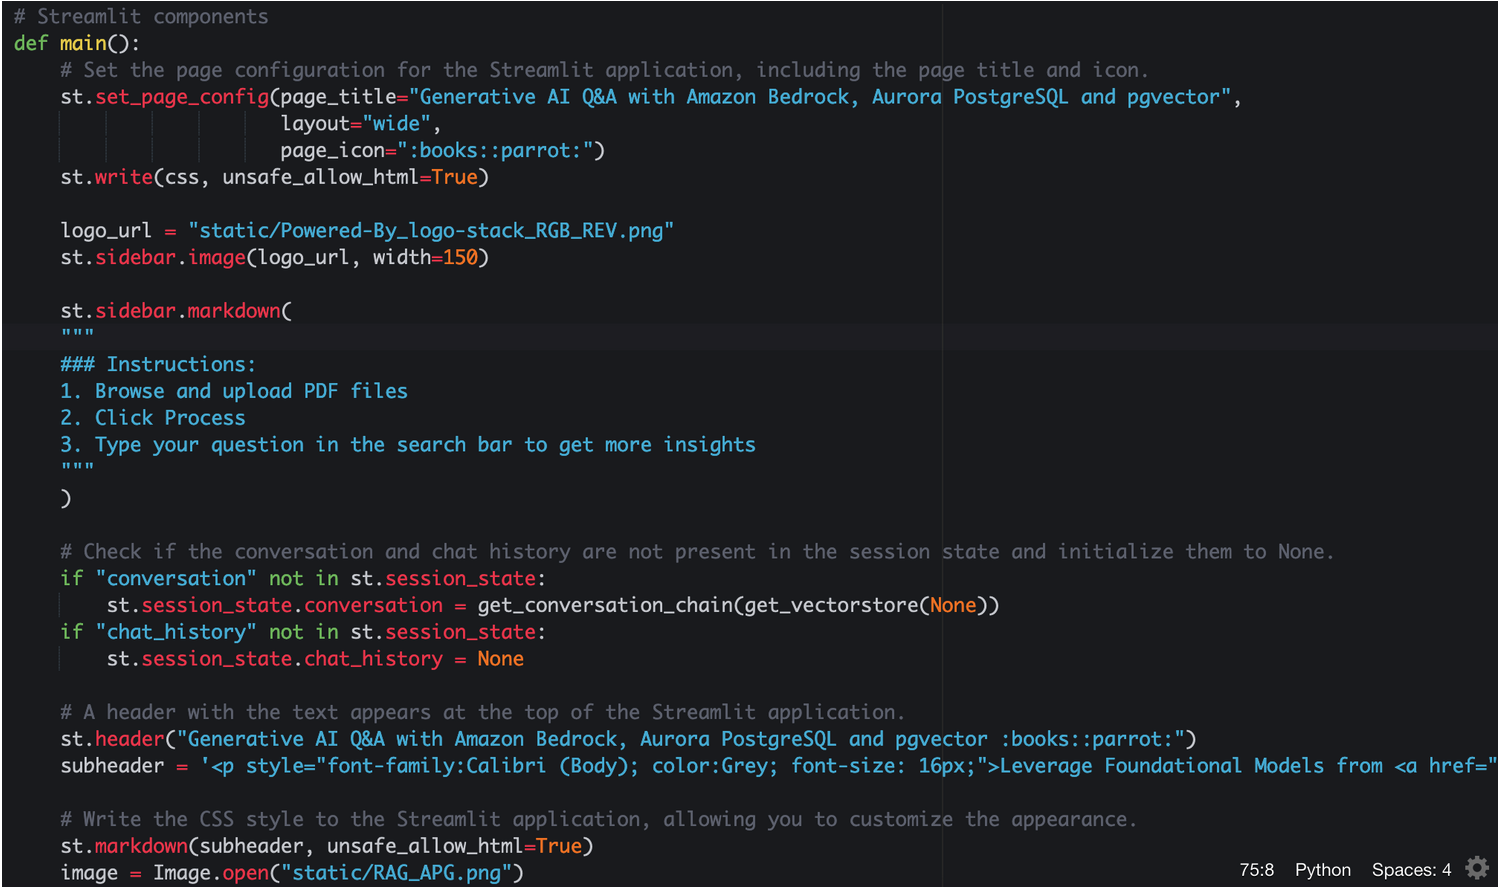 # Streamlit components
def main():
    # Set the page configuration for the Streamlit application, including the page title and icon.
    st.set_page_config(page_title="Generative AI Q&A with Amazon Bedrock, Aurora PostgreSQL and pgvector",
                       layout="wide",
                       page_icon=":books::parrot:")
    st.write(css, unsafe_allow_html=True)

    logo_url = "static/Powered-By_logo-stack_RGB_REV.png"
    st.sidebar.image(logo_url, width=150)

    st.sidebar.markdown(
    """
    ### Instructions:
    1. Browse and upload PDF files
    2. Click Process
    3. Type your question in the search bar to get more insights
    """
    )

    # Check if the conversation and chat history are not present in the session state and initialize them to None.
    if "conversation" not in st.session_state:
        st.session_state.conversation = get_conversation_chain(get_vectorstore(None))
    if "chat_history" not in st.session_state:
        st.session_state.chat_history = None

    # A header with the text appears at the top of the Streamlit application.
    st.header("Generative AI Q&A with Amazon Bedrock, Aurora PostgreSQL and pgvector :books::parrot:")
    subheader = '<p style="font-family:Calibri (Body); color:Grey; font-size: 16px;">Leverage Foundational Models from <a href="

    # Write the CSS style to the Streamlit application, allowing you to customize the appearance.
    st.markdown(subheader, unsafe_allow_html=True)
    image = Image.open("static/RAG_APG.png")
75:8 Python Spaces: 4